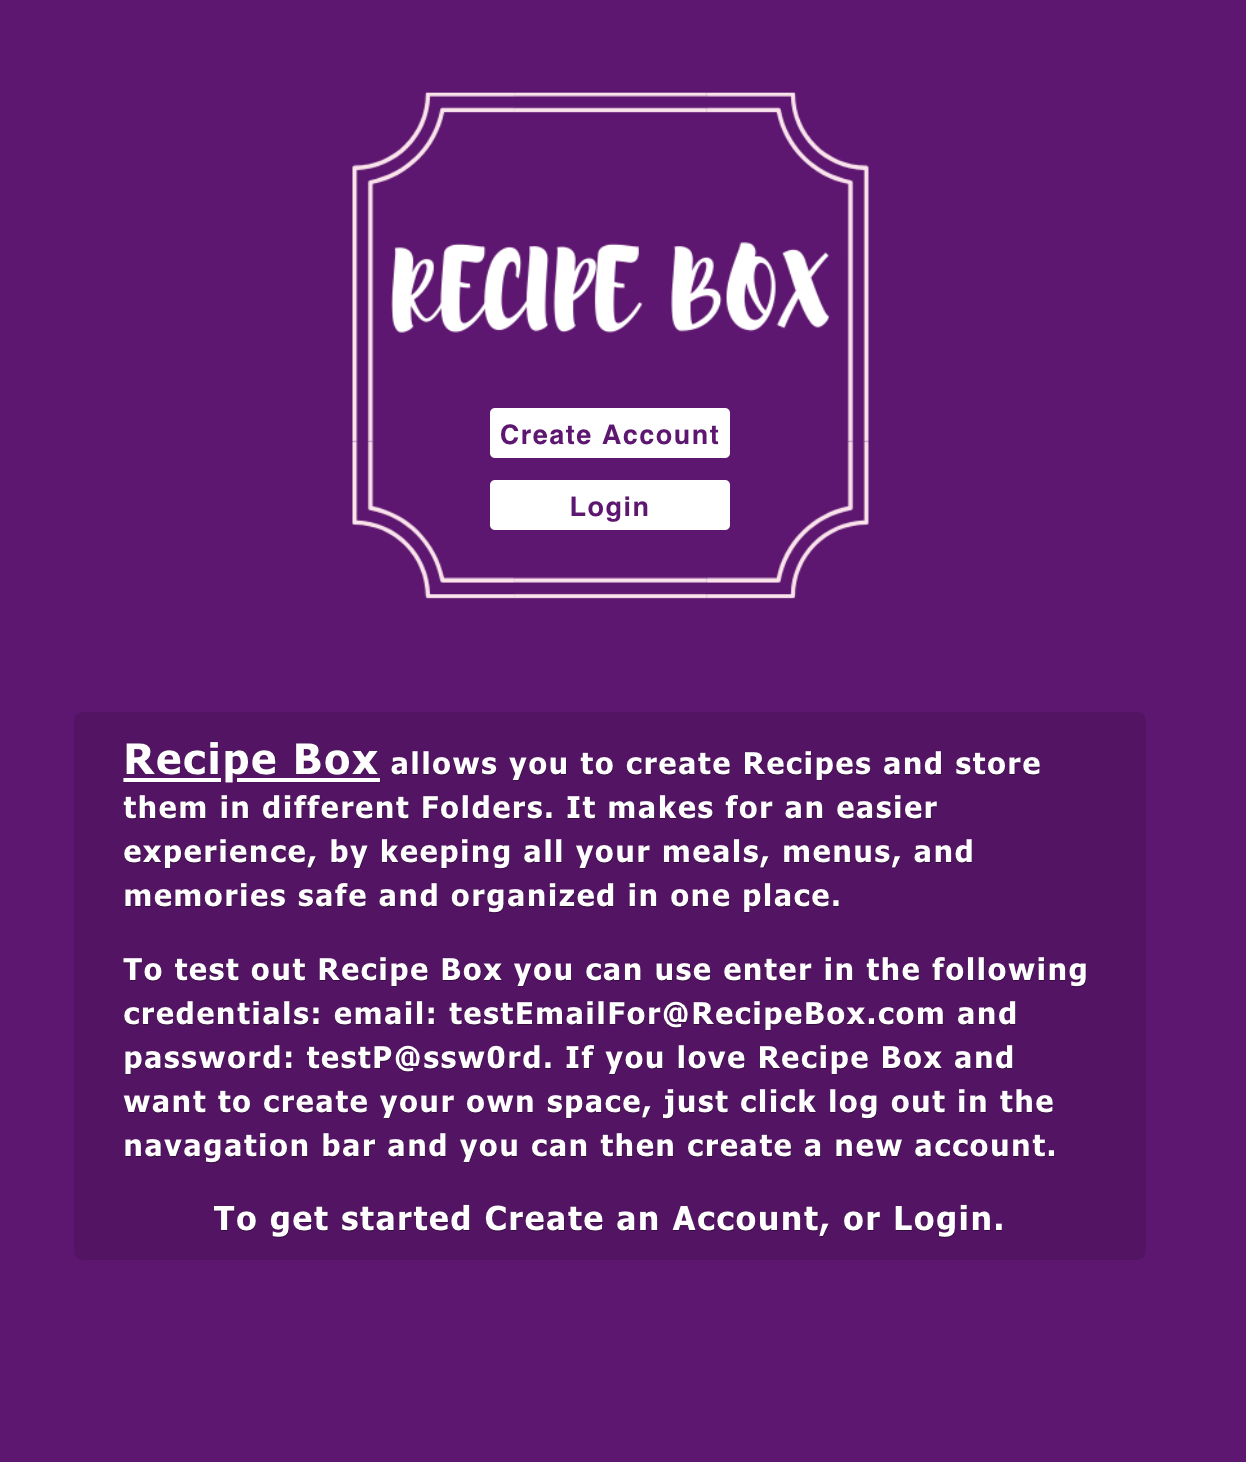 RECIPE BOX
Create Account
Login
Recipe Box allows you to create Recipes and store
them in different Folders. It makes for an easier
experience, by keeping all your meals, menus, and
memories safe and organized in one place.
To test out Recipe Box you can use enter in the following
credentials: email: testEmailFor@RecipeBox.com and
password: testP@ssw0rd. If you love Recipe Box and
want to create your own space, just click log out in the
navagation bar and you can then create a new account.
To get started Create an Account, or Login.